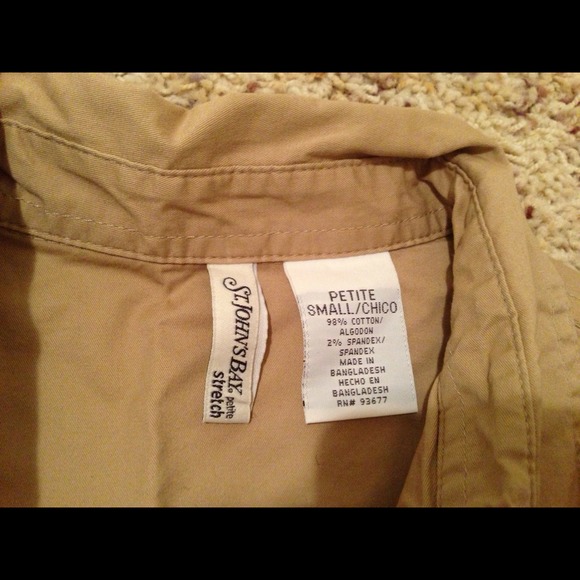 ST. JOHN'S BAY petite
stretch
PETITE
SMALL/CHICO
98% COTTON/
ALGODON
2% SPANDEX/
SPANDEX
MADE IN
BANGLADESH
HECHO EN
BANGLADESH
RN# 93677